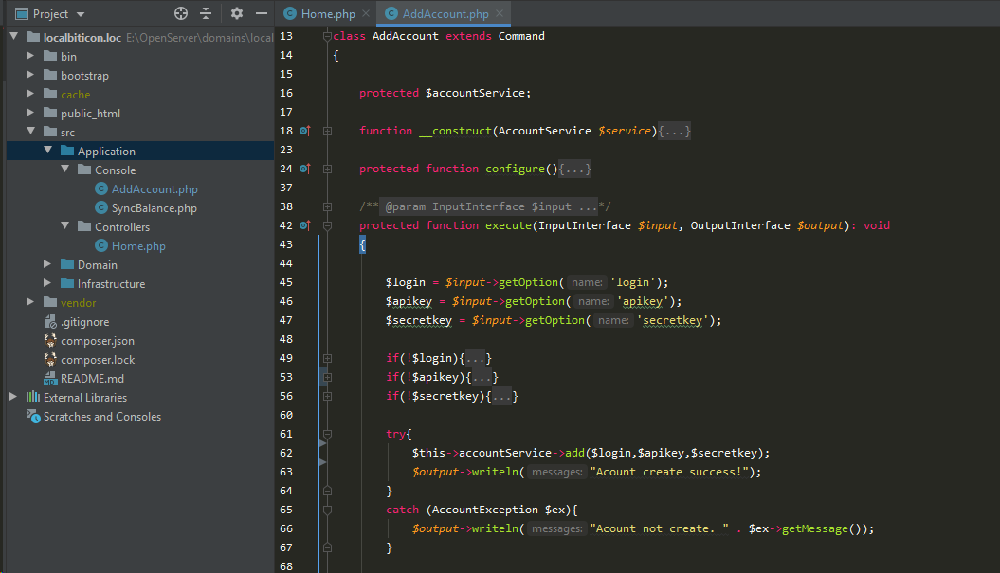 Project
localbiticon.loc E:\OpenServer\domains\local
bin
bootstrap
cache
public_html
src
Application
Console
AddAccount.php
SyncBalance.php
Controllers
Home.php
Domain
Infrastructure
vendor
.gitignore
composer.json
composer.lock
README.md
External Libraries
Scratches and Consoles
Home.php AddAccount.php
13 class AddAccount extends Command
14 {
15
16 protected $accountService;
17
18 function __construct(AccountService $service){...}
23
24 protected function configure(){...}
37
38 /** @param InputInterface $input ...*/
42 protected function execute(InputInterface $input, OutputInterface $output): void
43 {
44
45 $login = $input->getOption( name: 'login');
46 $apikey = $input->getOption( name: 'apikey');
47 $secretkey = $input->getOption( name: 'secretkey');
48
49 if(!$login){...}
53 if(!$apikey){...}
56 if(!$secretkey){...}
60
61 try{
62 $this->accountService->add($login,$apikey,$secretkey);
63 $output->writeln( messages: "Acount create success!");
64 }
65 catch (AccountException $ex){
66 $output->writeln( messages: "Acount not create. " . $ex->getMessage());
67 }
68